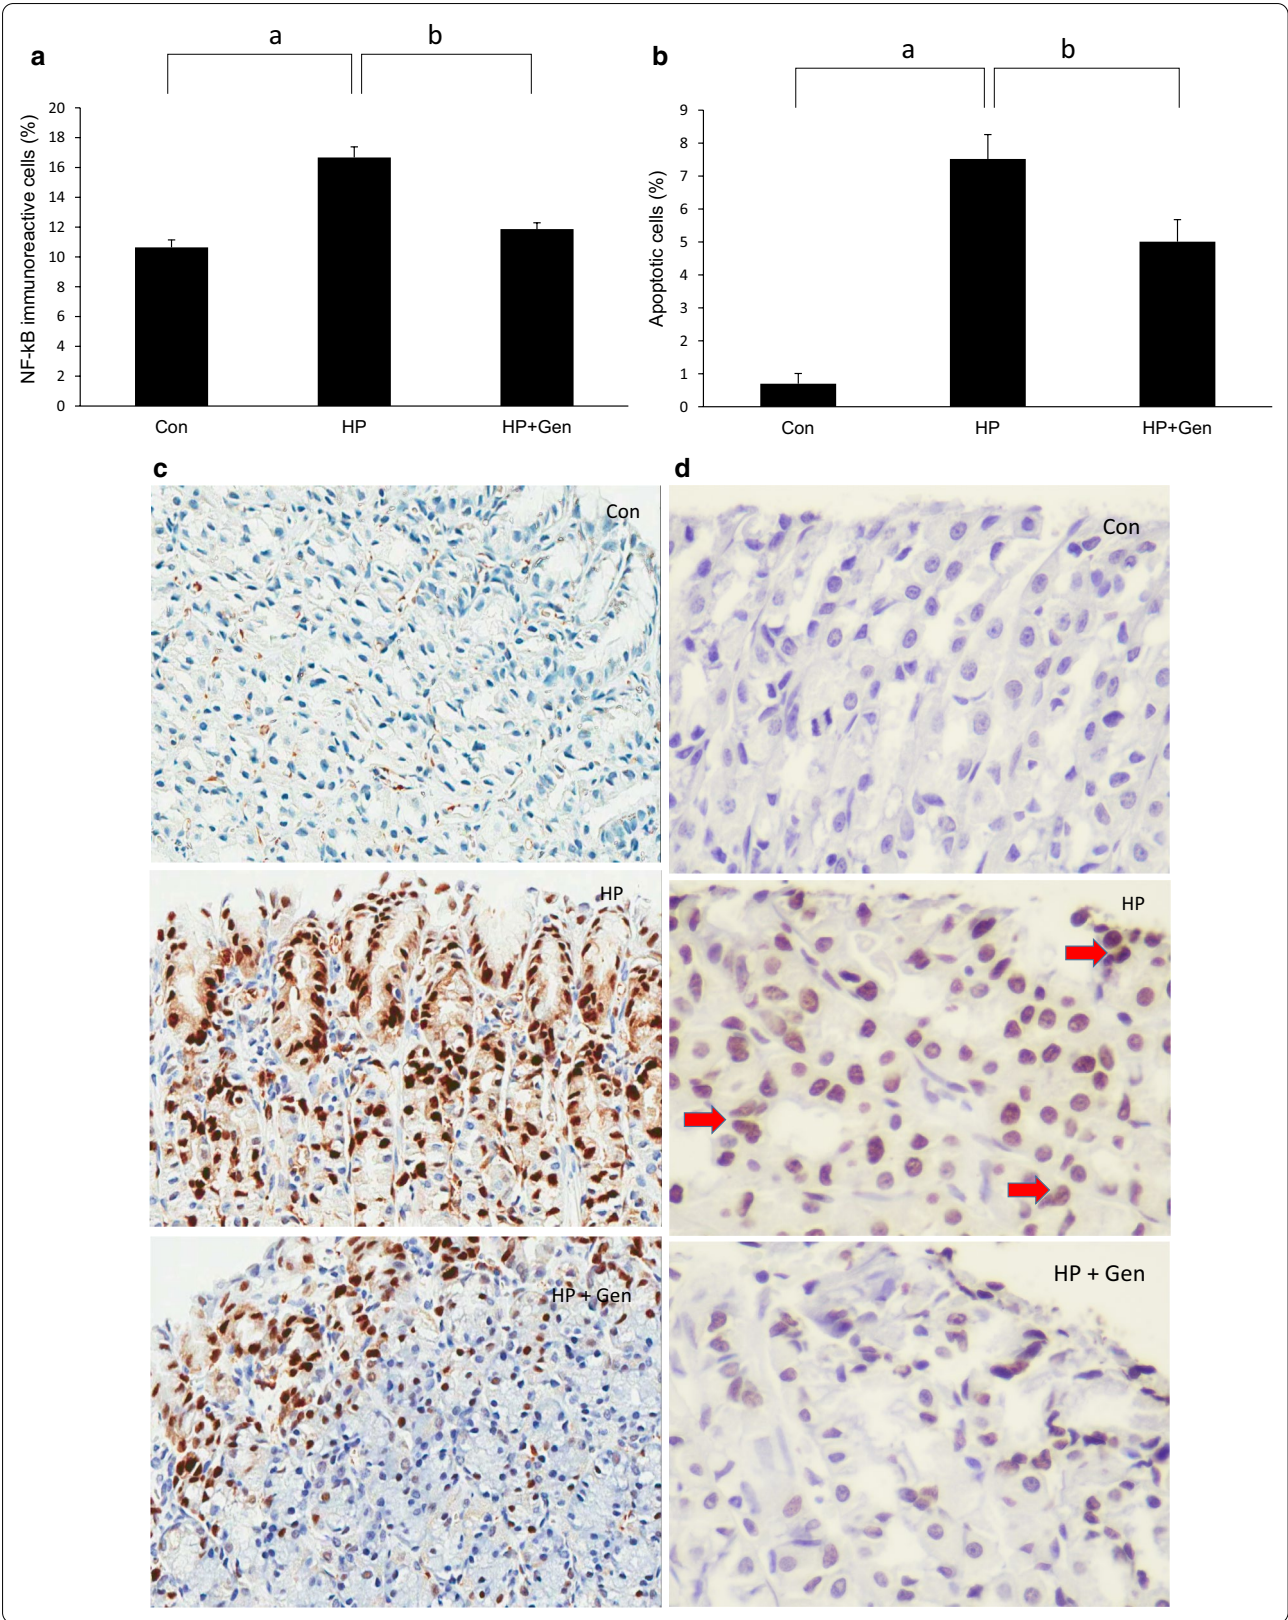 a
a
b
NF-kB immunoreactive cells (%)
20
18
16
14
12
10
8
6
4
2
0
Con
HP
HP+Gen
b
a
b
Apoptotic cells (%)
9
8
7
6
5
4
3
2
1
0
Con
HP
HP+Gen
c
Con
HP
HP + Gen
d
Con
HP
HP + Gen